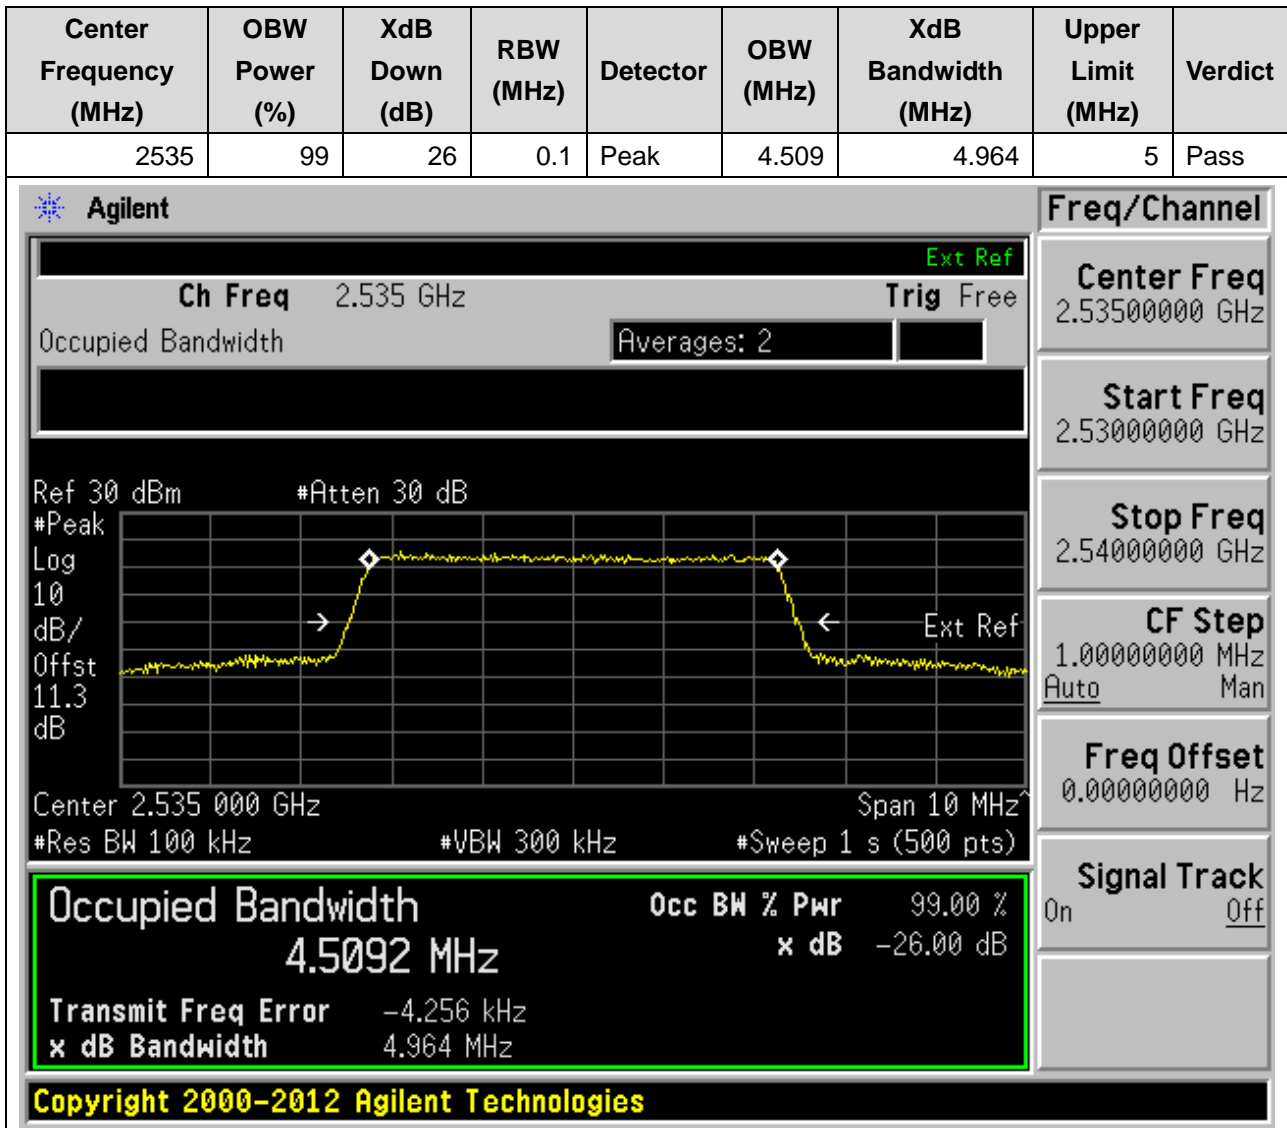 Center Frequency (MHz) OBW Power (%) XdB Down (dB) RBW (MHz) Detector OBW (MHz) XdB Bandwidth (MHz) Upper Limit (MHz) Verdict
2535 99 26 0.1 Peak 4.509 4.964 5 Pass
Agilent
Freq/Channel
Ext Ref
Ch Freq 2.535 GHz Trig Free
Occupied Bandwidth Averages: 2
Center Freq
2.53500000 GHz
Start Freq
2.53000000 GHz
Stop Freq
2.54000000 GHz
CF Step
1.00000000 MHz
Auto Man
Freq Offset
0.00000000 Hz
Signal Track
On Off
Ref 30 dBm #Atten 30 dB
#Peak
Log
10
dB/
Offst
11.3
dB
Ext Ref
Center 2.535 000 GHz Span 10 MHz^
#Res BW 100 kHz #VBW 300 kHz #Sweep 1 s (500 pts)
Occupied Bandwidth
4.5092 MHz
Occ BW % Pwr 99.00 %
x dB -26.00 dB
Transmit Freq Error -4.256 kHz
x dB Bandwidth 4.964 MHz
Copyright 2000-2012 Agilent Technologies